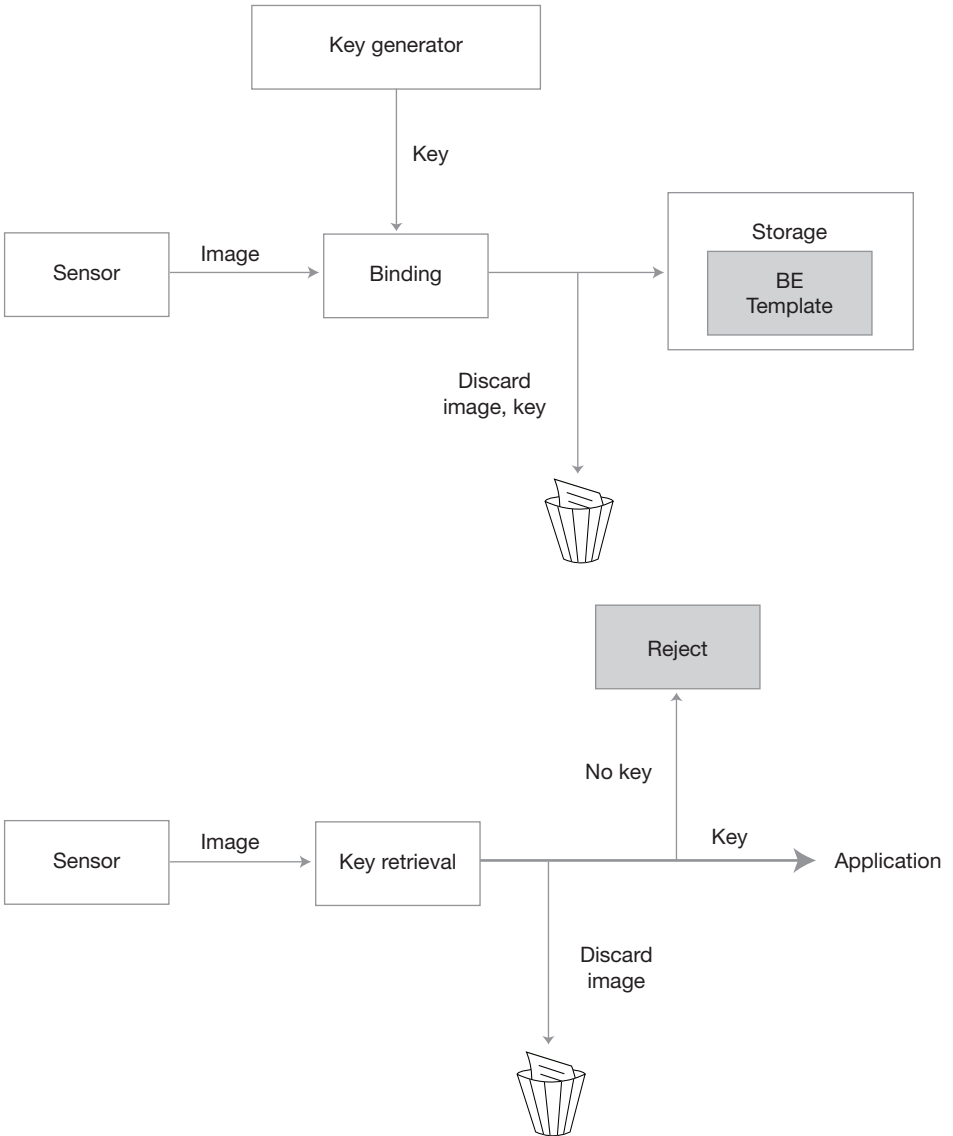 Key generator
Key
Sensor
Image
Binding
Storage
BE
Template
Discard
image, key
Reject
No key
Sensor
Image
Key retrieval
Key
Application
Discard
image